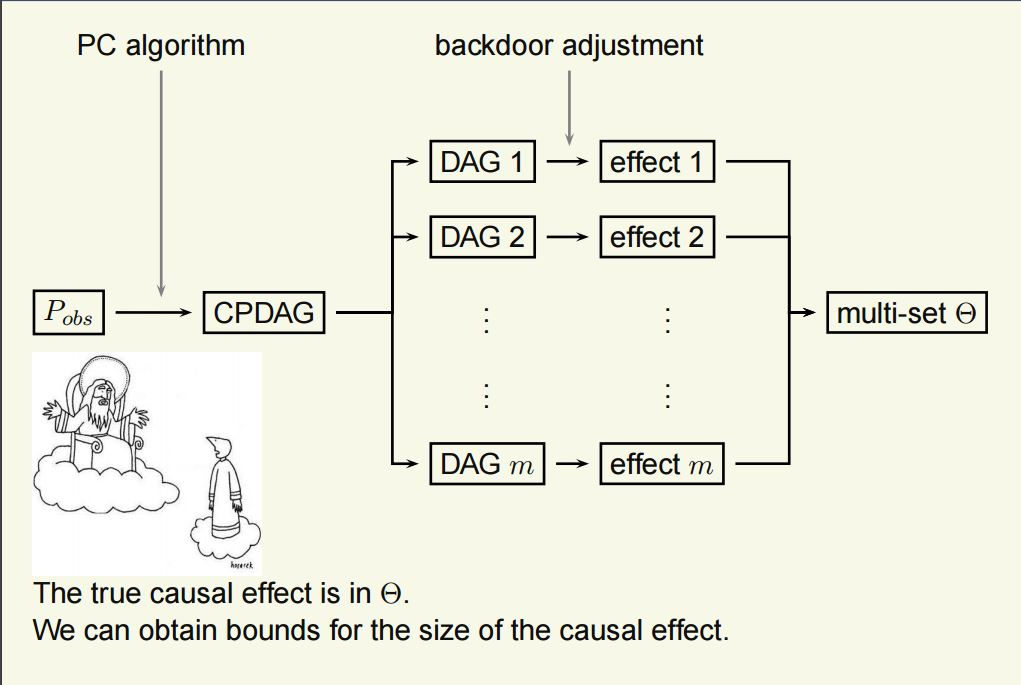 PC algorithm
backdoor adjustment
DAG 1
effect 1
DAG 2
effect 2
P_obs
CPDAG
⋮
⋮
multi-set Θ
⋮
⋮
DAG m
effect m
The true causal effect is in Θ.
We can obtain bounds for the size of the causal effect.